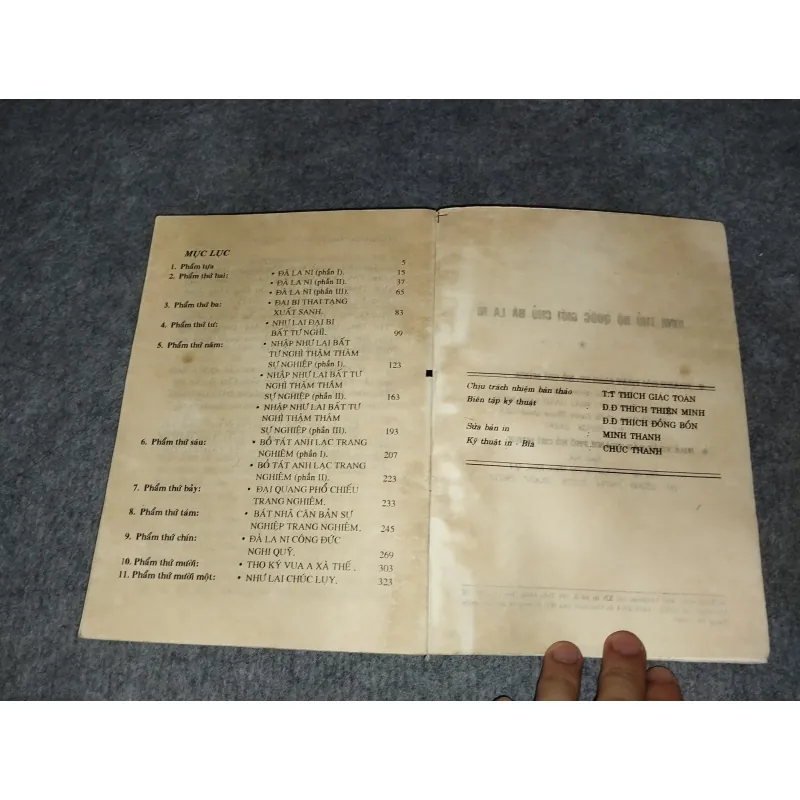 MỤC LỤC
1. Phẩm tựa 5
2. Phẩm thứ hai: • ĐÀ LA NI (phần I). 15
• ĐÀ LA NI (phần II). 37
• ĐÀ LA NI (phần III). 65
3. Phẩm thứ ba: • ĐẠI BI THAI TẠNG
XUẤT SANH. 83
4. Phẩm thứ tư: • NHƯ LAI ĐẠI BI
BẤT TƯ NGHÌ. 99
5. Phẩm thứ năm: • NHẬP NHƯ LAI BẤT
TƯ NGHÌ THẬM THÂM
SỰ NGHIỆP (phần I). 123
• NHẬP NHƯ LAI BẤT TƯ
NGHÌ THẬM THÂM
SỰ NGHIỆP (phần II). 163
• NHẬP NHƯ LAI BẤT TƯ
NGHÌ THẬM THÂM
SỰ NGHIỆP (phần III). 193
6. Phẩm thứ sáu: • BỒ TÁT ANH LẠC TRANG
NGHIÊM (phần I). 207
• BỒ TÁT ANH LẠC TRANG
NGHIÊM (phần II). 223
7. Phẩm thứ bảy: • ĐẠI QUANG PHỔ CHIẾU
TRANG NGHIÊM. 233
8. Phẩm thứ tám: • BÁT NHÃ CĂN BẢN SỰ
NGHIỆP TRANG NGHIÊM. 245
9. Phẩm thứ chín: • ĐÀ LA NI CÔNG ĐỨC
NGHI QUỸ. 269
10. Phẩm thứ mười: • THỌ KÝ VUA A XÀ THẾ. 303
11. Phẩm thứ mười một: • NHƯ LAI CHÚC LỤY. 323
Chịu trách nhiệm bản thảo : T.T THÍCH GIÁC TOÀN
Biên tập kỹ thuật : Đ.Đ THÍCH THIỆN MINH
Đ.Đ THÍCH ĐỒNG BỔN
Sửa bản in : MINH THANH
Kỹ thuật in - Bìa : CHÚC THANH